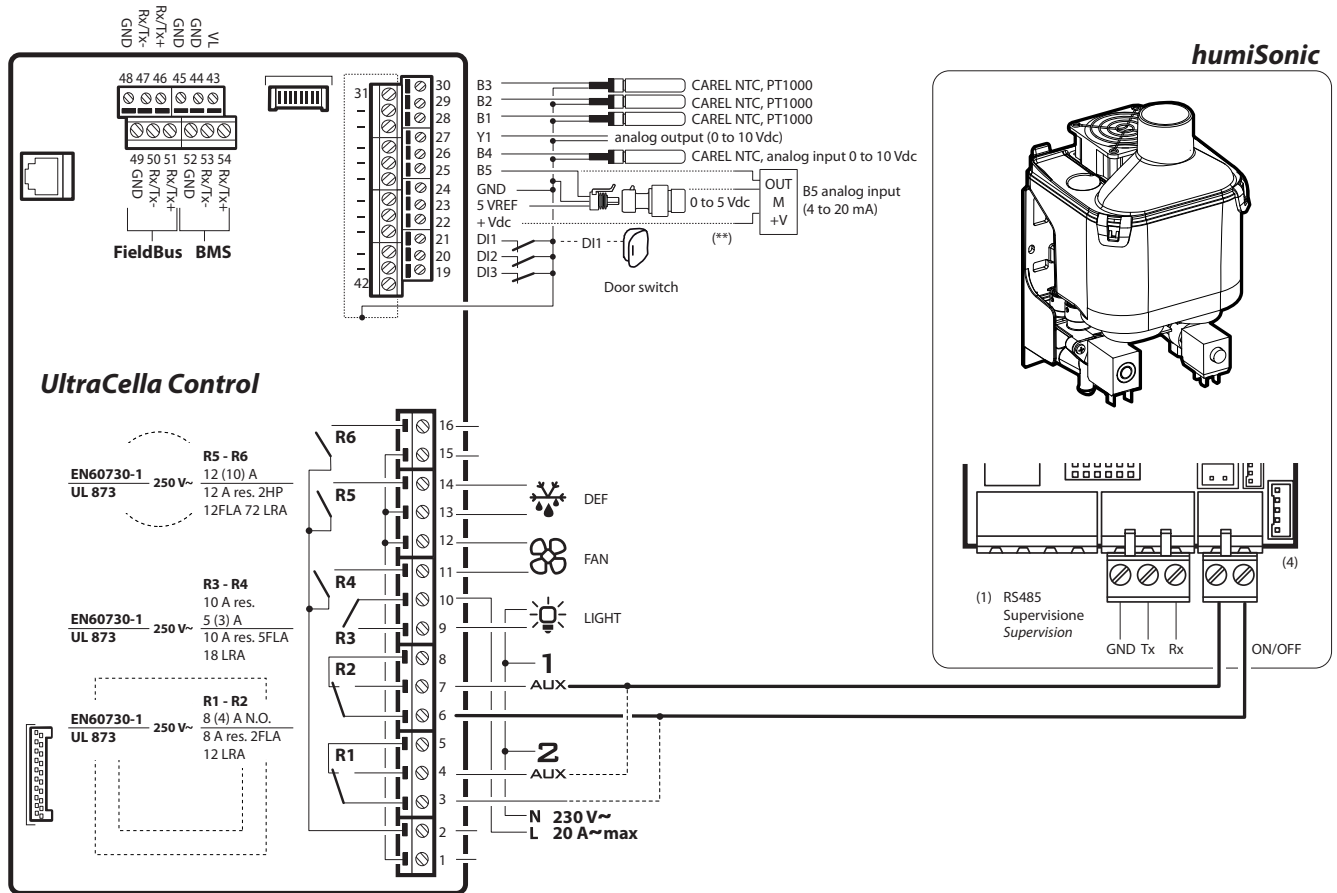 humiSonic
GND
Rx/Tx-
Rx/Tx+
GND
GND
VL
48 47 46 45 44 43
49 50 51 52 53 54
GND
Rx/Tx-
Rx/Tx+
GND
Rx/Tx-
Rx/Tx+
FieldBus BMS
31
42
30 B3 CAREL NTC, PT1000
29 B2 CAREL NTC, PT1000
28 B1 CAREL NTC, PT1000
27 Y1 analog output (0 to 10 Vdc)
26 B4 CAREL NTC, analog input 0 to 10 Vdc
25 B5
24 GND
23 5 VREF 0 to 5 Vdc
22 + Vdc (**)
OUT
M
+V
B5 analog input
(4 to 20 mA)
21 DI1 DI1
20 DI2
19 DI3
Door switch
UltraCella Control
R5 - R6
EN60730-1
UL 873
250 V~
12 (10) A
12 A res. 2HP
12FLA 72 LRA
R3 - R4
EN60730-1
UL 873
250 V~
10 A res.
5 (3) A
10 A res. 5FLA
18 LRA
R1 - R2
EN60730-1
UL 873
250 V~
8 (4) A N.O.
8 A res. 2FLA
12 LRA
R6
R5
R4
R3
R2
R1
16
15
14
13
12
11
10
9
8
7
6
5
4
3
2
1
DEF
FAN
LIGHT
1
AUX
2
AUX
N 230 V~
L 20 A~max
(1) RS485
Supervisione
Supervision
GND Tx Rx
ON/OFF
(4)